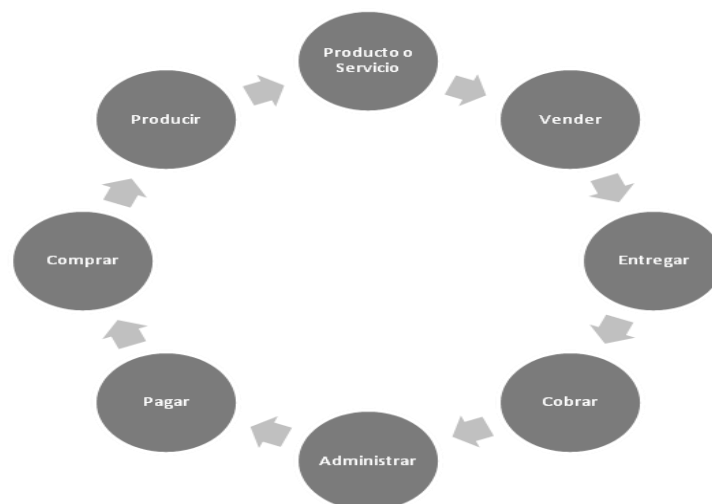 Producto o
Servicio
Vender
Entregar
Cobrar
Administrar
Pagar
Comprar
Producir